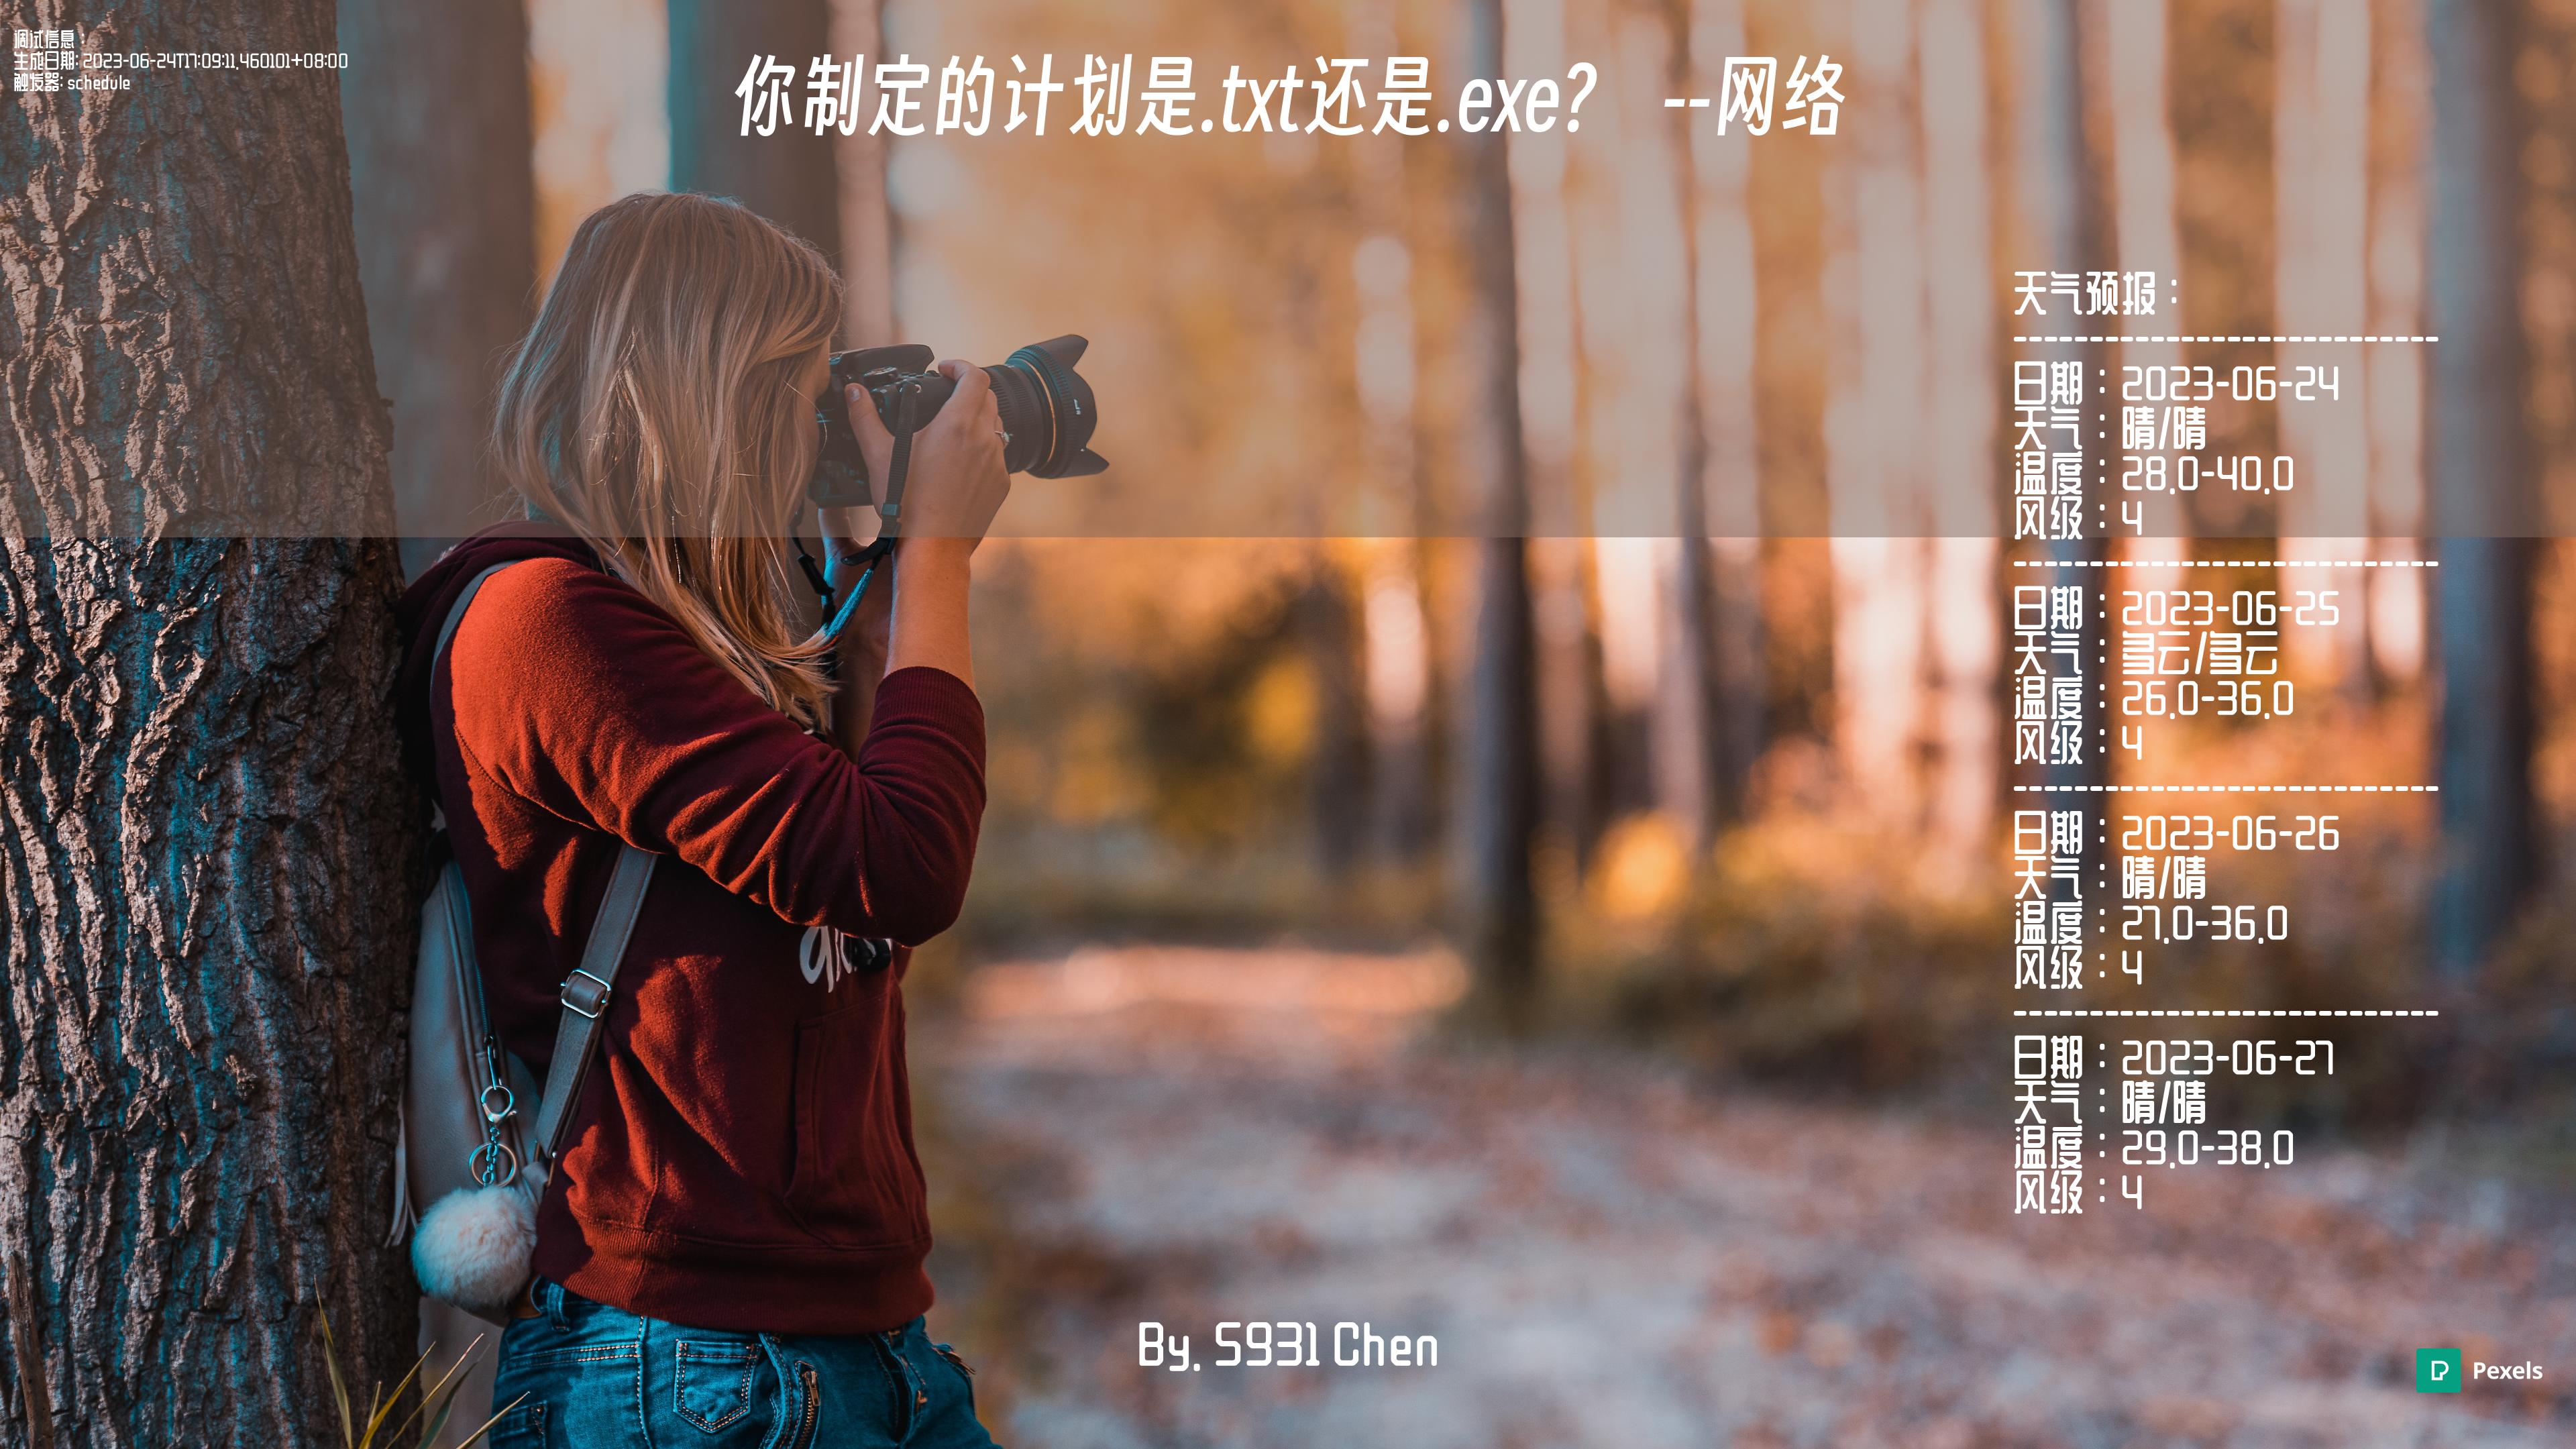 调试信息：
生成日期: 2023-06-24T17:09:11.460101+08:00
触发器: schedule
你制定的计划是.txt还是.exe? --网络
天气预报：
----------------------------
日期：2023-06-24
天气：晴/晴
温度：28.0-40.0
风级：4
----------------------------
日期：2023-06-25
天气：多云/多云
温度：26.0-36.0
风级：4
----------------------------
日期：2023-06-26
天气：晴/晴
温度：27.0-36.0
风级：4
----------------------------
日期：2023-06-27
天气：晴/晴
温度：29.0-38.0
风级：4
By. S931 Chen
Pexels